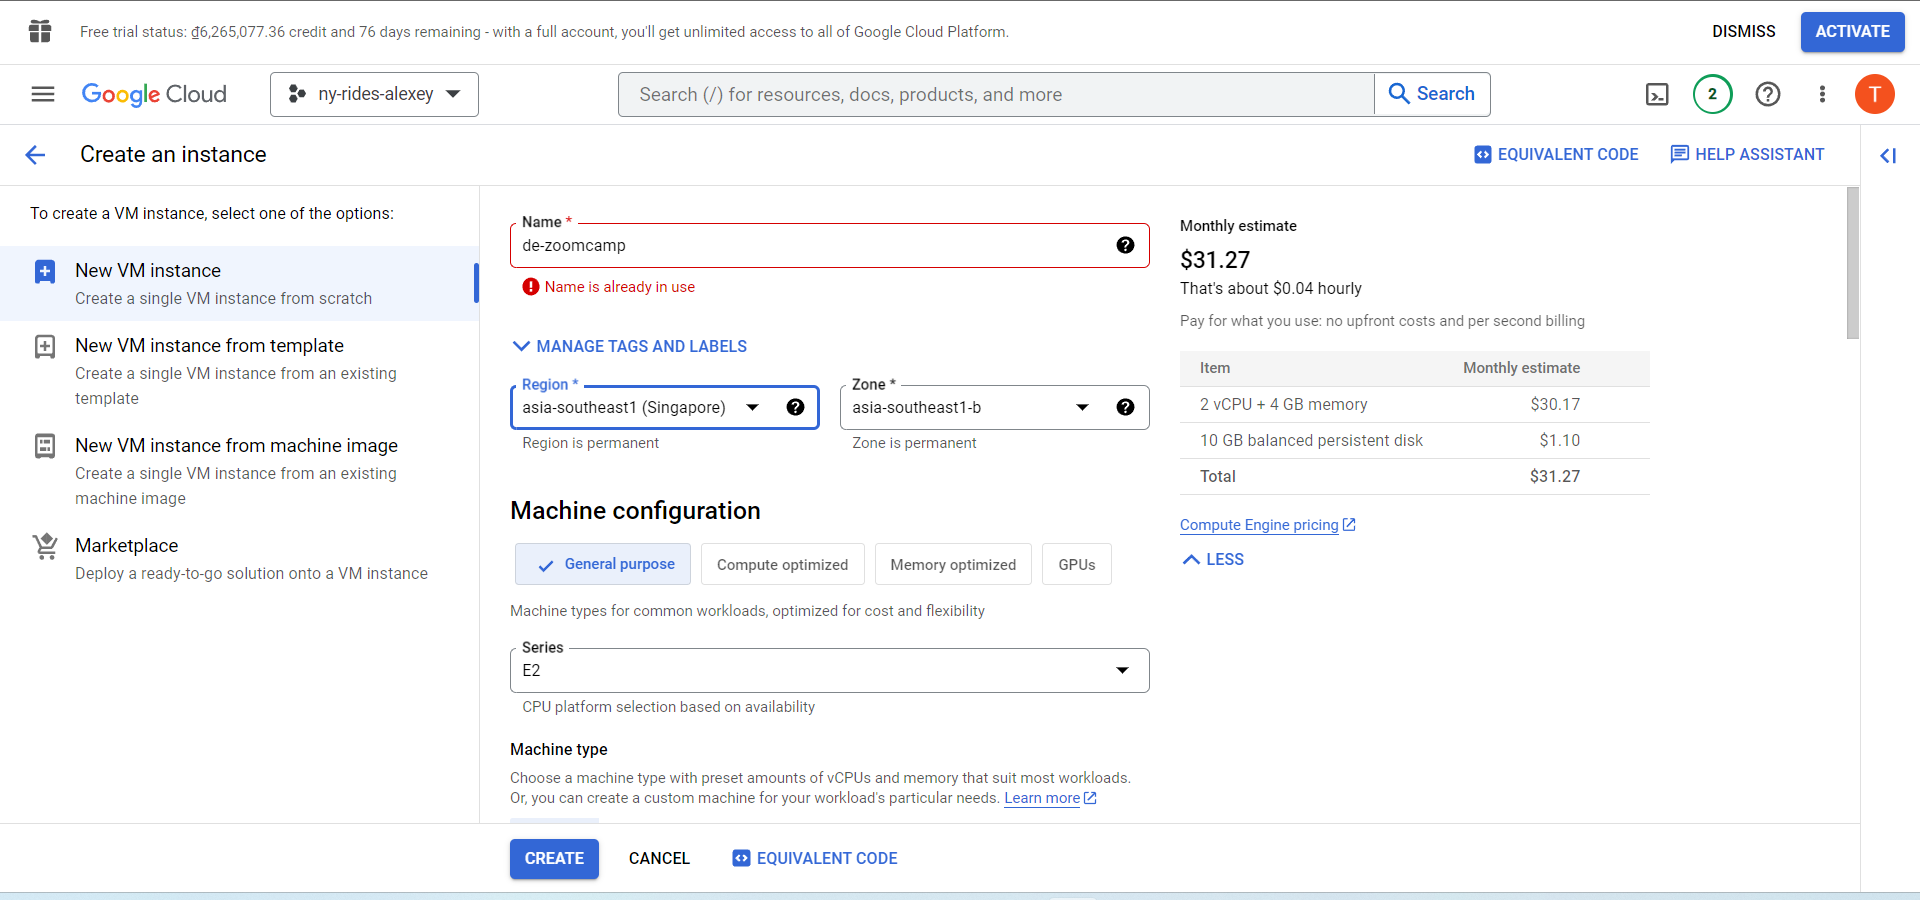 Free trial status: ₫6,265,077.36 credit and 76 days remaining - with a full account, you'll get unlimited access to all of Google Cloud Platform.
DISMISS
ACTIVATE
Google Cloud
ny-rides-alexey
Search (/) for resources, docs, products, and more
Search
2
T
Create an instance
EQUIVALENT CODE
HELP ASSISTANT
To create a VM instance, select one of the options:
New VM instance
Create a single VM instance from scratch
New VM instance from template
Create a single VM instance from an existing
template
New VM instance from machine image
Create a single VM instance from an existing
machine image
Marketplace
Deploy a ready-to-go solution onto a VM instance
Name *
de-zoomcamp
Name is already in use
MANAGE TAGS AND LABELS
Region *
asia-southeast1 (Singapore)
Region is permanent
Zone *
asia-southeast1-b
Zone is permanent
Machine configuration
General purpose
Compute optimized
Memory optimized
GPUs
Machine types for common workloads, optimized for cost and flexibility
Series
E2
CPU platform selection based on availability
Machine type
Choose a machine type with preset amounts of vCPUs and memory that suit most workloads.
Or, you can create a custom machine for your workload's particular needs. Learn more
CREATE
CANCEL
EQUIVALENT CODE
Monthly estimate
$31.27
That's about $0.04 hourly
Pay for what you use: no upfront costs and per second billing
Item Monthly estimate
2 vCPU + 4 GB memory $30.17
10 GB balanced persistent disk $1.10
Total $31.27
Compute Engine pricing
LESS